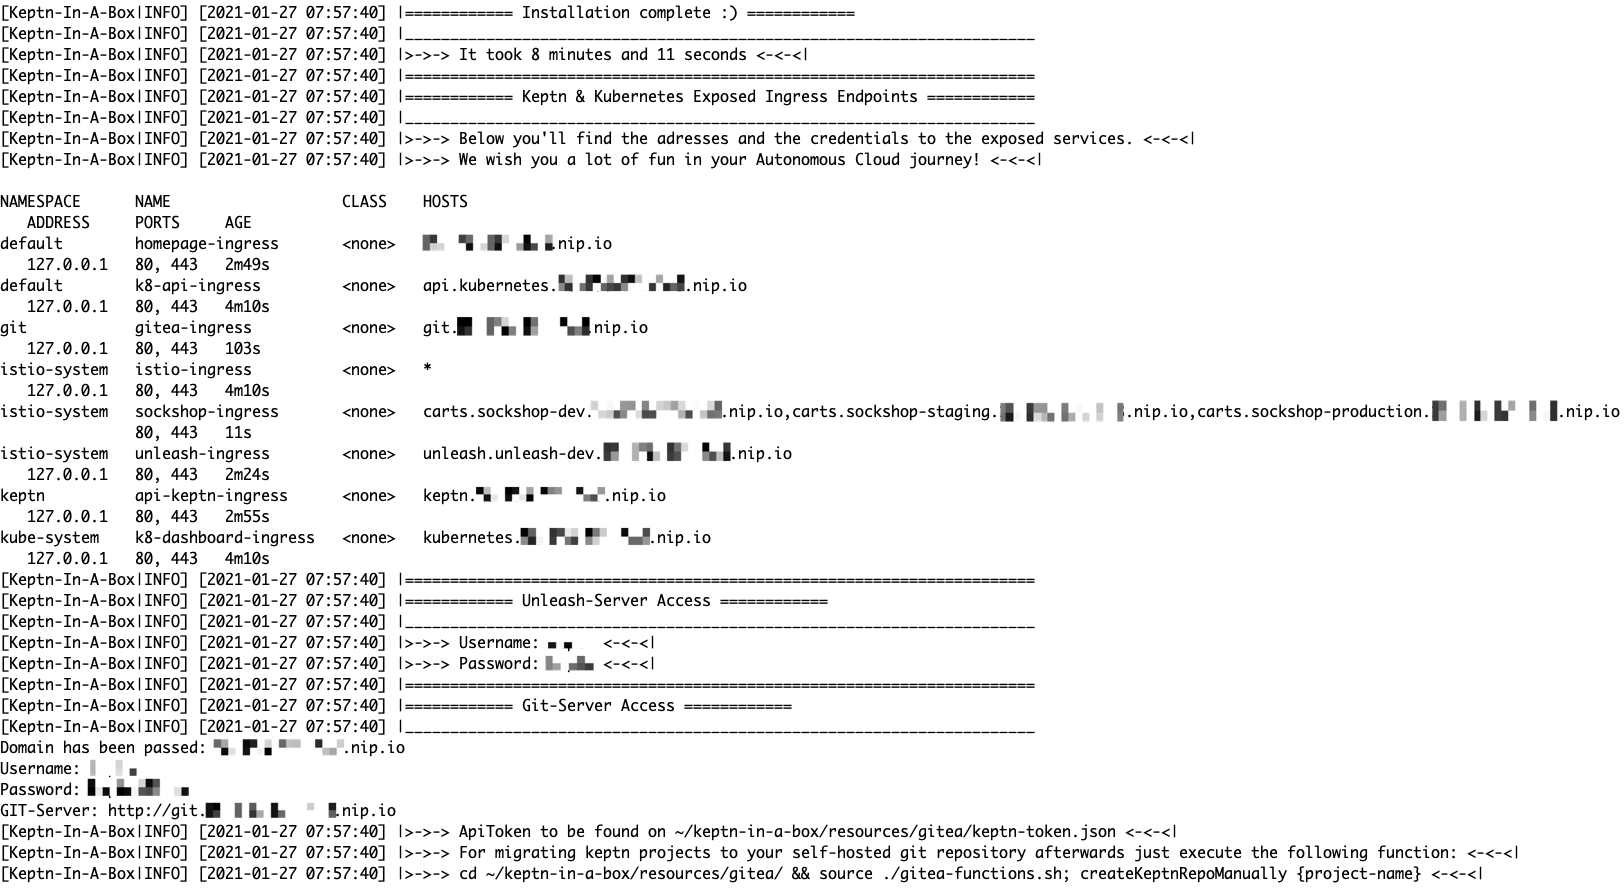 [Keptn-In-A-Box|INFO] [2021-01-27 07:57:40] |============ Installation complete :) ============
[Keptn-In-A-Box|INFO] [2021-01-27 07:57:40] |______________________________________________________________________
[Keptn-In-A-Box|INFO] [2021-01-27 07:57:40] |>->-> It took 8 minutes and 11 seconds <-<-<|
[Keptn-In-A-Box|INFO] [2021-01-27 07:57:40] |======================================================================
[Keptn-In-A-Box|INFO] [2021-01-27 07:57:40] |============ Keptn & Kubernetes Exposed Ingress Endpoints ============
[Keptn-In-A-Box|INFO] [2021-01-27 07:57:40] |______________________________________________________________________
[Keptn-In-A-Box|INFO] [2021-01-27 07:57:40] |>->-> Below you'll find the adresses and the credentials to the exposed services. <-<-<|
[Keptn-In-A-Box|INFO] [2021-01-27 07:57:40] |>->-> We wish you a lot of fun in your Autonomous Cloud journey! <-<-<|
NAMESPACE      NAME                   CLASS    HOSTS
   ADDRESS     PORTS     AGE
default        homepage-ingress       <none>   .nip.io
   127.0.0.1   80, 443   2m49s
default        k8-api-ingress         <none>   api.kubernetes. .nip.io
   127.0.0.1   80, 443   4m10s
git            gitea-ingress          <none>   git. .nip.io
   127.0.0.1   80, 443   103s
istio-system   istio-ingress          <none>   *
   127.0.0.1   80, 443   4m10s
istio-system   sockshop-ingress       <none>   carts.sockshop-dev. .nip.io,carts.sockshop-staging. .nip.io,carts.sockshop-production. .nip.io
               80, 443   11s
istio-system   unleash-ingress        <none>   unleash.unleash-dev. .nip.io
   127.0.0.1   80, 443   2m24s
keptn          api-keptn-ingress      <none>   keptn. .nip.io
   127.0.0.1   80, 443   2m55s
kube-system    k8-dashboard-ingress   <none>   kubernetes. .nip.io
   127.0.0.1   80, 443   4m10s
[Keptn-In-A-Box|INFO] [2021-01-27 07:57:40] |======================================================================
[Keptn-In-A-Box|INFO] [2021-01-27 07:57:40] |============ Unleash-Server Access ============
[Keptn-In-A-Box|INFO] [2021-01-27 07:57:40] |______________________________________________________________________
[Keptn-In-A-Box|INFO] [2021-01-27 07:57:40] |>->-> Username: <-<-<|
[Keptn-In-A-Box|INFO] [2021-01-27 07:57:40] |>->-> Password: <-<-<|
[Keptn-In-A-Box|INFO] [2021-01-27 07:57:40] |======================================================================
[Keptn-In-A-Box|INFO] [2021-01-27 07:57:40] |============ Git-Server Access ============
[Keptn-In-A-Box|INFO] [2021-01-27 07:57:40] |______________________________________________________________________
Domain has been passed: .nip.io
Username:
Password:
GIT-Server: http://git. .nip.io
[Keptn-In-A-Box|INFO] [2021-01-27 07:57:40] |>->-> ApiToken to be found on ~/keptn-in-a-box/resources/gitea/keptn-token.json <-<-<|
[Keptn-In-A-Box|INFO] [2021-01-27 07:57:40] |>->-> For migrating keptn projects to your self-hosted git repository afterwards just execute the following function: <-<-<|
[Keptn-In-A-Box|INFO] [2021-01-27 07:57:40] |>->-> cd ~/keptn-in-a-box/resources/gitea/ && source ./gitea-functions.sh; createKeptnRepoManually {project-name} <-<-<|